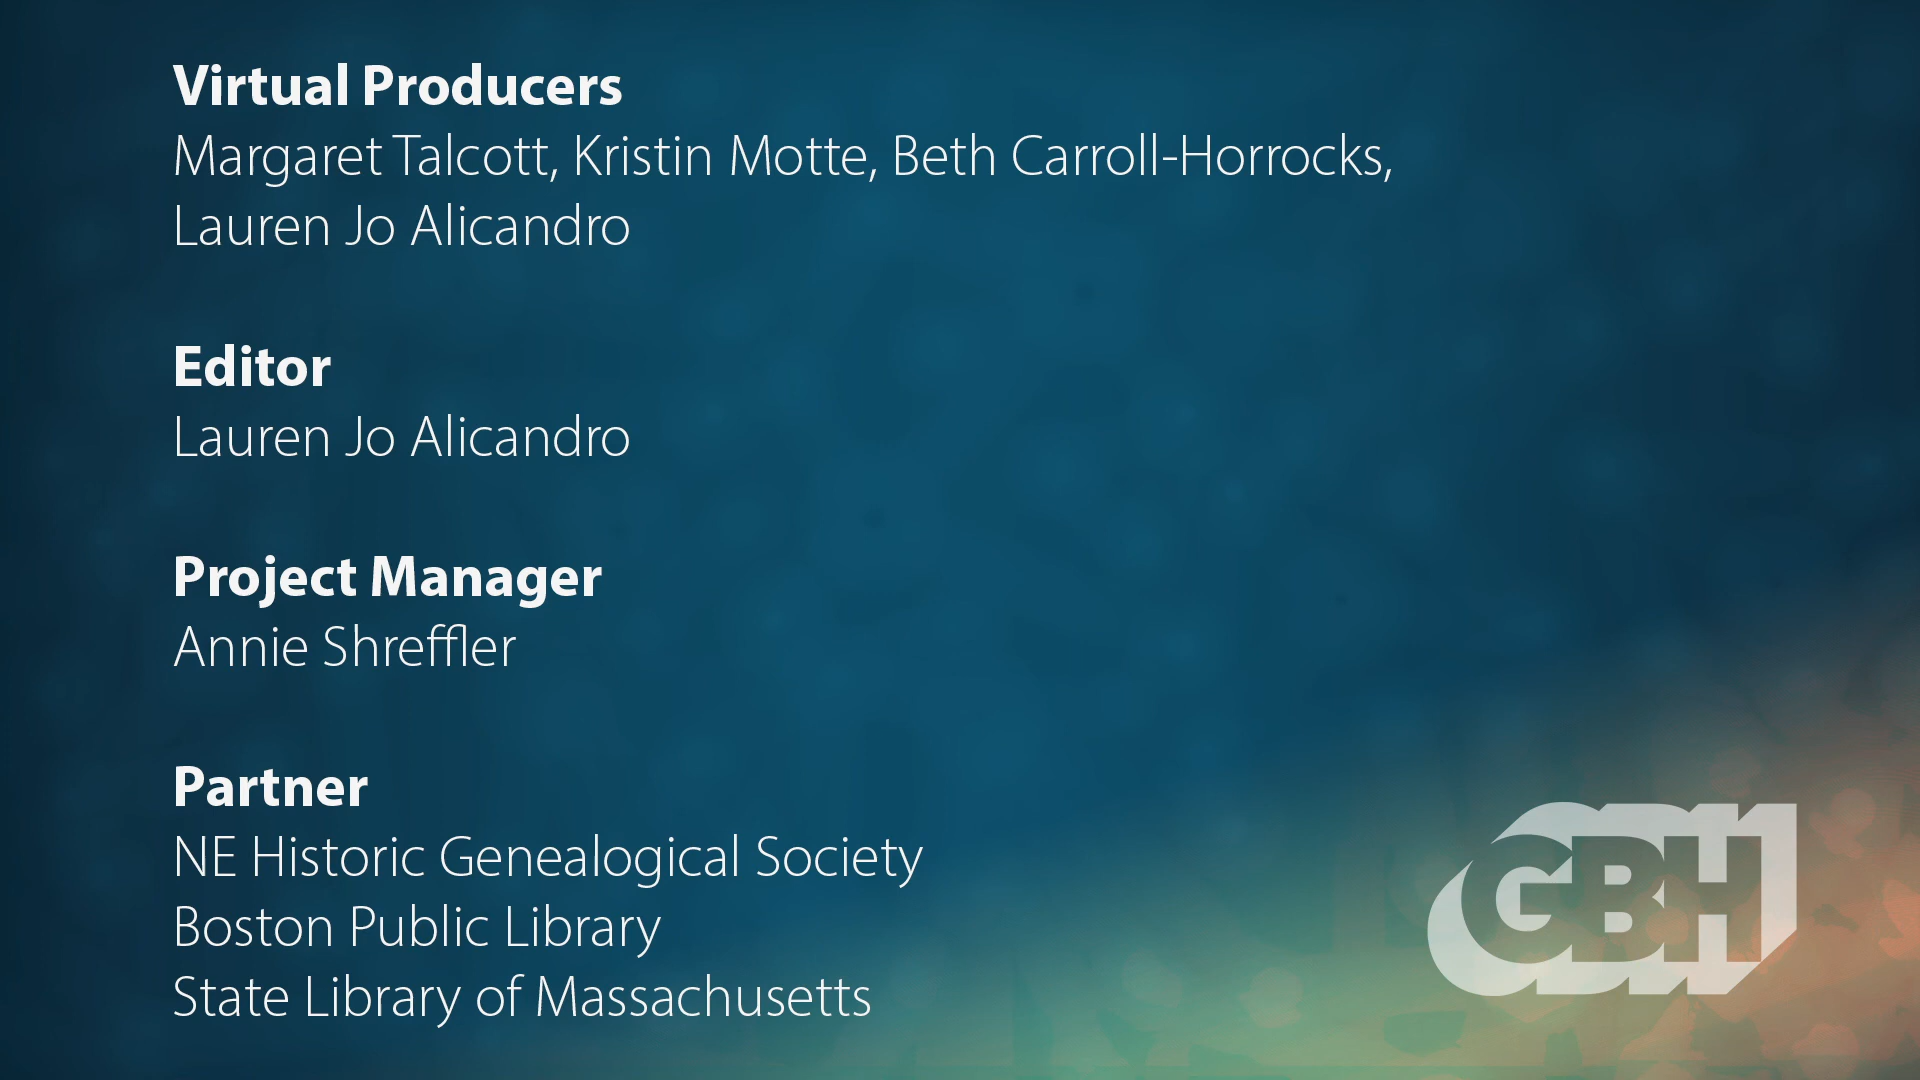 Virtual Producers
Margaret Talcott, Kristin Motte, Beth Carroll-Horrocks,
Lauren Jo Alicandro
Editor
Lauren Jo Alicandro
Project Manager
Annie Shreffler
Partner
NE Historic Genealogical Society
Boston Public Library
State Library of Massachusetts
GBH